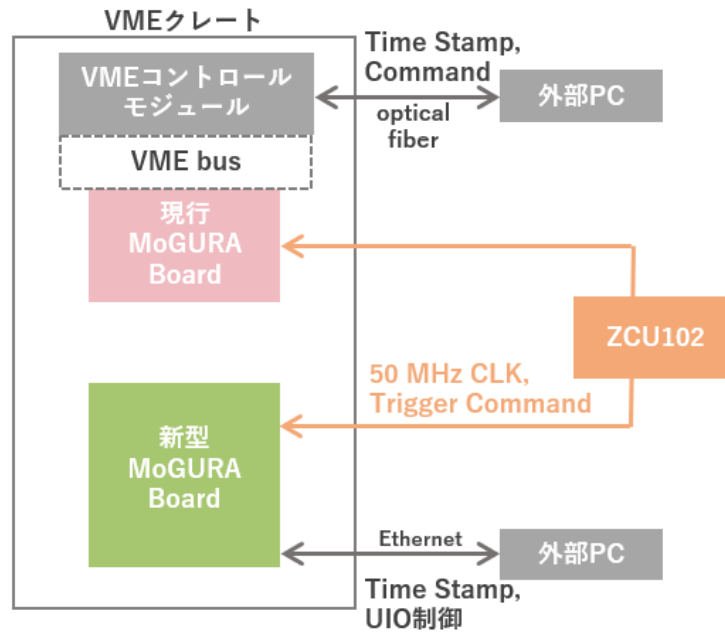 VMEクレート
VMEコントロール
モジュール
Time Stamp,
Command
optical
fiber
外部PC
VME bus
現行
MoGURA
Board
ZCU102
50 MHz CLK,
Trigger Command
新型
MoGURA
Board
Ethernet
外部PC
Time Stamp,
UIO制御